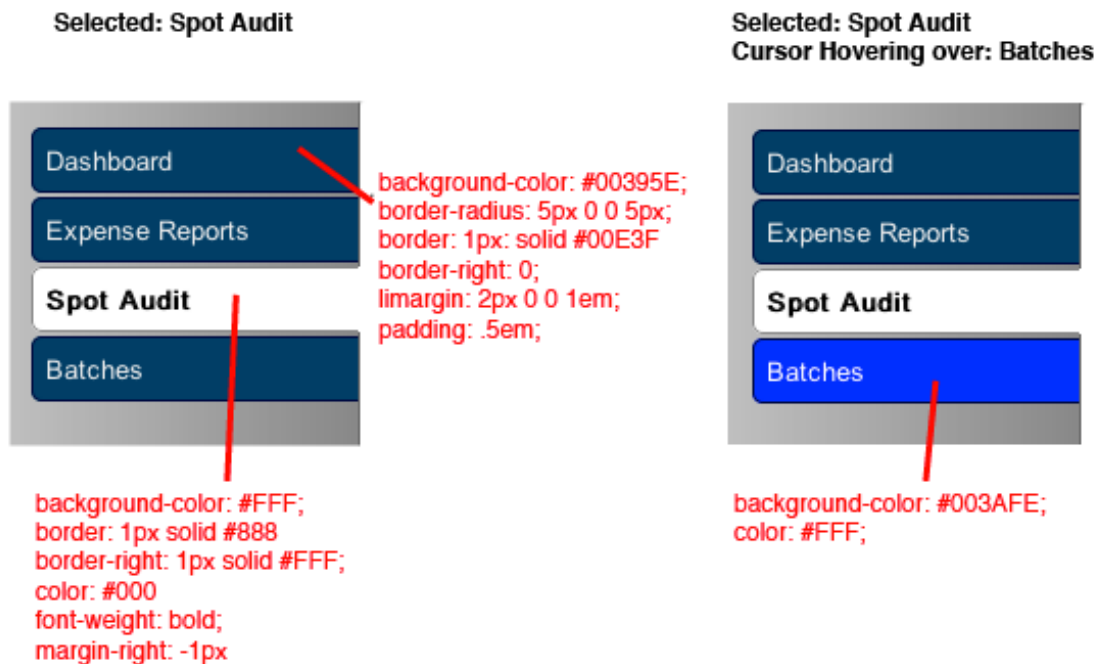 Selected: Spot Audit
Dashboard
Expense Reports
Spot Audit
Batches
background-color: #00395E;
border-radius: 5px 0 0 5px;
border: 1px: solid #00E3F
border-right: 0;
limargin: 2px 0 0 1em;
padding: .5em;
background-color: #FFF;
border: 1px solid #888
border-right: 1px solid #FFF;
color: #000
font-weight: bold;
margin-right: -1px
Selected: Spot Audit
Cursor Hovering over: Batches
Dashboard
Expense Reports
Spot Audit
Batches
background-color: #003AFE;
color: #FFF;